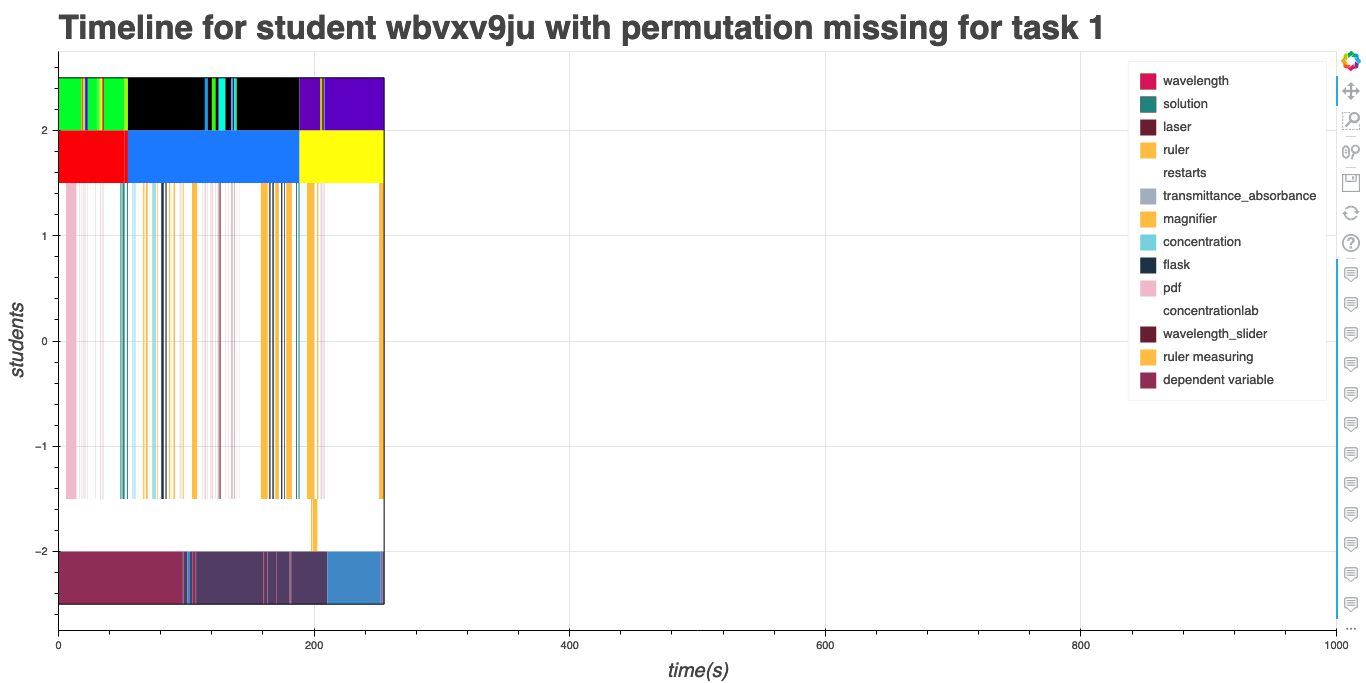 Timeline for student wbvxv9ju with permutation missing for task 1
wavelength
solution
laser
ruler
restarts
transmittance_absorbance
magnifier
concentration
flask
pdf
concentrationlab
wavelength_slider
ruler measuring
dependent variable
students
2
1
0
−1
−2
0
200
400
600
800
1000
time(s)